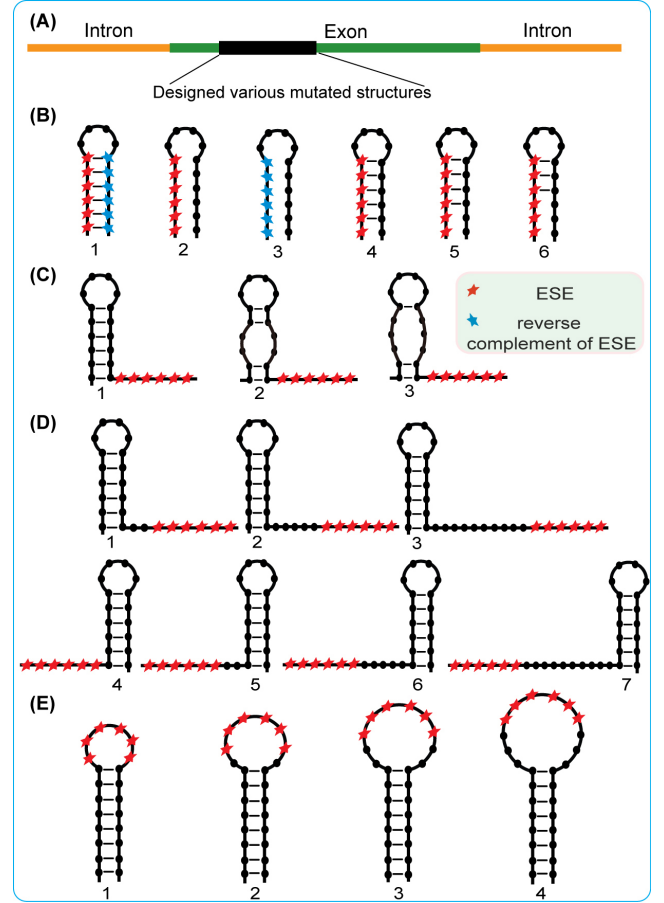 (A)
Intron Exon Intron
Designed various mutated structures
(B)
1 2 3 4 5 6
(C)
ESE
reverse
complement of ESE
1 2 3
(D)
1 2 3
4 5 6 7
(E)
1 2 3 4